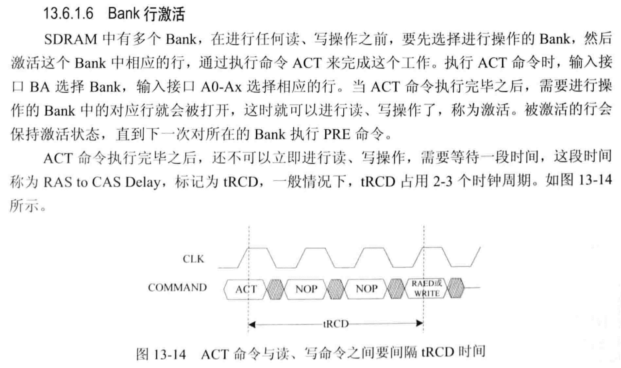 13.6.1.6 Bank 行激活
SDRAM 中有多个 Bank，在进行任何读、写操作之前，要先选择进行操作的 Bank，然后
激活这个 Bank 中相应的行，通过执行命令 ACT 来完成这个工作。执行 ACT 命令时，输入接
口 BA 选择 Bank，输入接口 A0-Ax 选择相应的行。当 ACT 命令执行完毕之后，需要进行操
作的 Bank 中的对应行就会被打开，这时就可以进行读、写操作了，称为激活。被激活的行会
保持激活状态，直到下一次对所在的 Bank 执行 PRE 命令。
ACT 命令执行完毕之后，还不可以立即进行读、写操作，需要等待一段时间，这段时间
称为 RAS to CAS Delay，标记为 tRCD，一般情况下，tRCD 占用 2-3 个时钟周期。如图 13-14
所示。
CLK
COMMAND ACT NOP NOP RAED或
WRITE
tRCD
图 13-14 ACT 命令与读、写命令之间要间隔 tRCD 时间